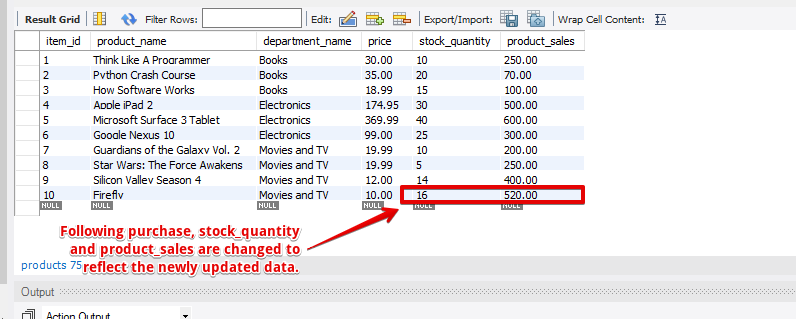 Result Grid Filter Rows: Edit: Export/Import: Wrap Cell Content: IA
item_id product_name department_name price stock_quantity product_sales
1 Think Like A Programmer Books 30.00 10 250.00
2 Python Crash Course Books 35.00 20 70.00
3 How Software Works Books 18.99 15 100.00
4 Apple iPad 2 Electronics 174.95 30 500.00
5 Microsoft Surface 3 Tablet Electronics 369.99 40 600.00
6 Google Nexus 10 Electronics 99.00 25 300.00
7 Guardians of the Galaxy Vol. 2 Movies and TV 19.99 10 200.00
8 Star Wars: The Force Awakens Movies and TV 19.99 5 250.00
9 Silicon Valley Season 4 Movies and TV 12.00 14 400.00
10 Firefly Movies and TV 10.00 16 520.00
NULL NULL NULL NULL NULL NULL
Following purchase, stock_quantity
and product_sales are changed to
reflect the newly updated data.
products 75
Output
Action Output